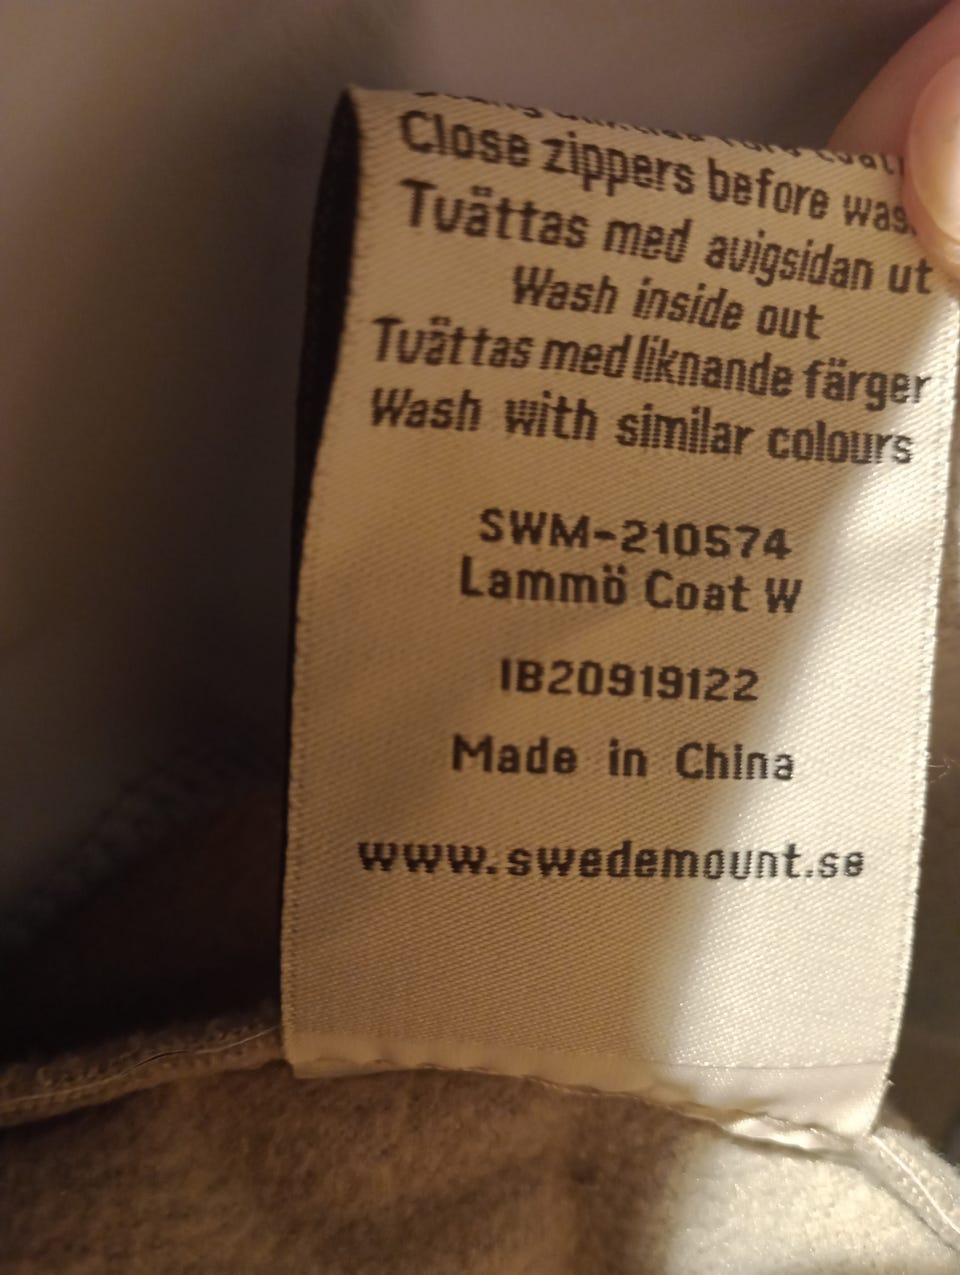 Close zippers before
Tvättas med avigsidan ut
Wash inside out
Tvättas med liknande färger
Wash with similar colours
SWM-210574
Lammö Coat W
IB20919122
Made in China
www.swedemount.se